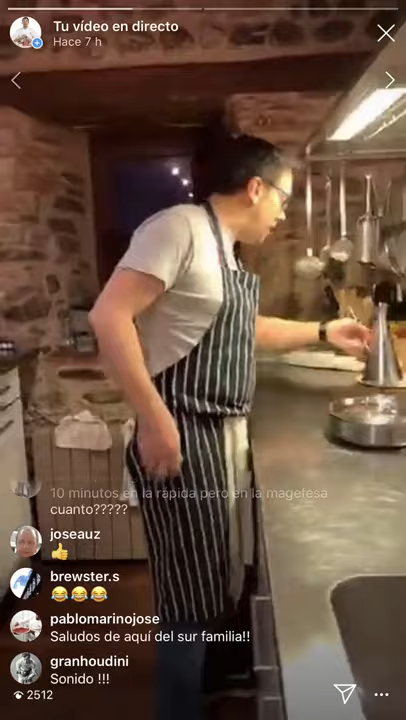 Tu vídeo en directo
Hace 7 h
10 minutos en la rápida pero en la magefesa
cuanto?????
joseauz
👍
brewster.s
😂😂😂
pablomarinojose
Saludos de aquí del sur familia!!
granhoudini
Sonido !!!
2512